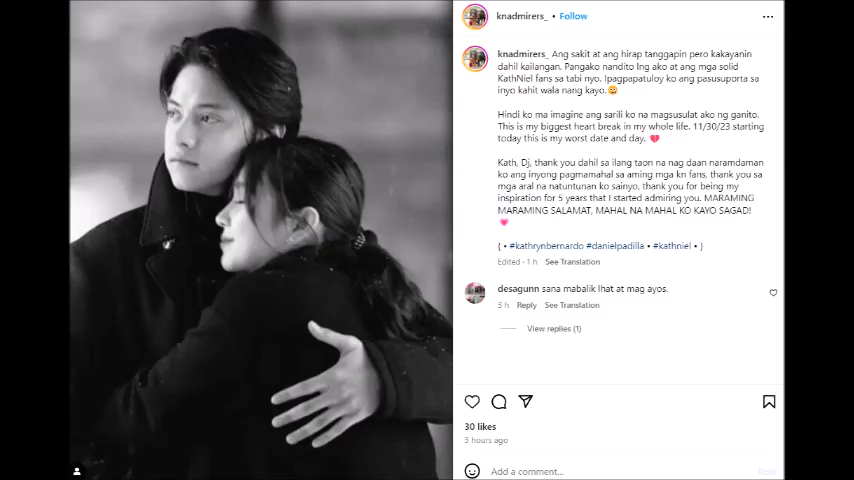 knadmirers_ • Follow
knadmirers_ Ang sakit at ang hirap tanggapin pero kakayanin
dahil kailangan. Pangako nandito lng ako at ang mga solid
KathNiel fans sa tabi nyo. Ipagpapatuloy ko ang pasusuporta sa
inyo kahit wala nang kayo.😀
Hindi ko ma imagine ang sarili ko na magsusulat ako ng ganito.
This is my biggest heart break in my whole life. 11/30/23 starting
today this is my worst date and day. 💔
Kath, Dj, thank you dahil sa ilang taon na nag daan naramdaman
ko ang inyong pagmamahal sa aming mga kn fans, thank you sa
mga aral na natuntunan ko sainyo, thank you for being my
inspiration for 5 years that I started admiring you. MARAMING
MARAMING SALAMAT, MAHAL NA MAHAL KO KAYO SAGAD!
💗
{ • #kathrynbernardo #danielpadilla • #kathniel • }
Edited · 1 h See Translation
desagunn sana mabalik lhat at mag ayos.
3 h Reply See Translation
View replies (1)
30 likes
3 hours ago
Add a comment... Post